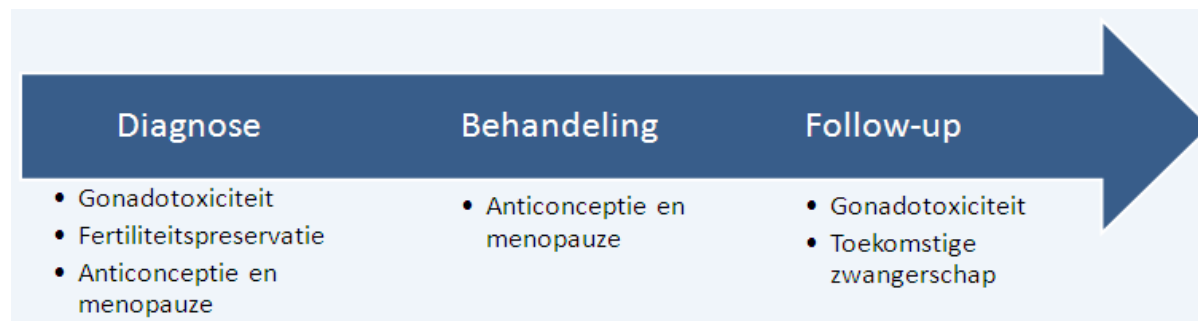 Diagnose
Behandeling
Follow-up
• Gonadotoxiciteit
• Fertiliteitspreservatie
• Anticonceptie en
menopauze
• Anticonceptie en
menopauze
• Gonadotoxiciteit
• Toekomstige
zwangerschap